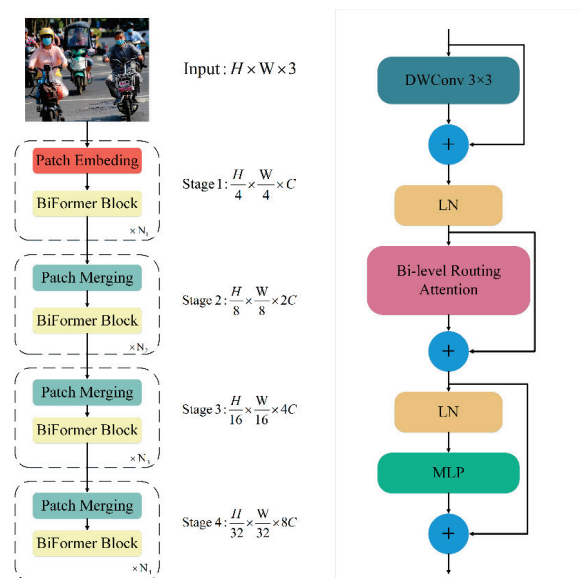 Input: H × W × 3
Patch Embeding
BiFormer Block
× N₁
Stage 1: H/4 × W/4 × C
Patch Merging
BiFormer Block
×N₂
Stage 2: H/8 × W/8 × 2C
Patch Merging
BiFormer Block
×N₃
Stage 3: H/16 × W/16 × 4C
Patch Merging
BiFormer Block
Stage 4: H/32 × W/32 × 8C
DWConv 3×3
+
LN
Bi-level Routing
Attention
+
LN
MLP
+